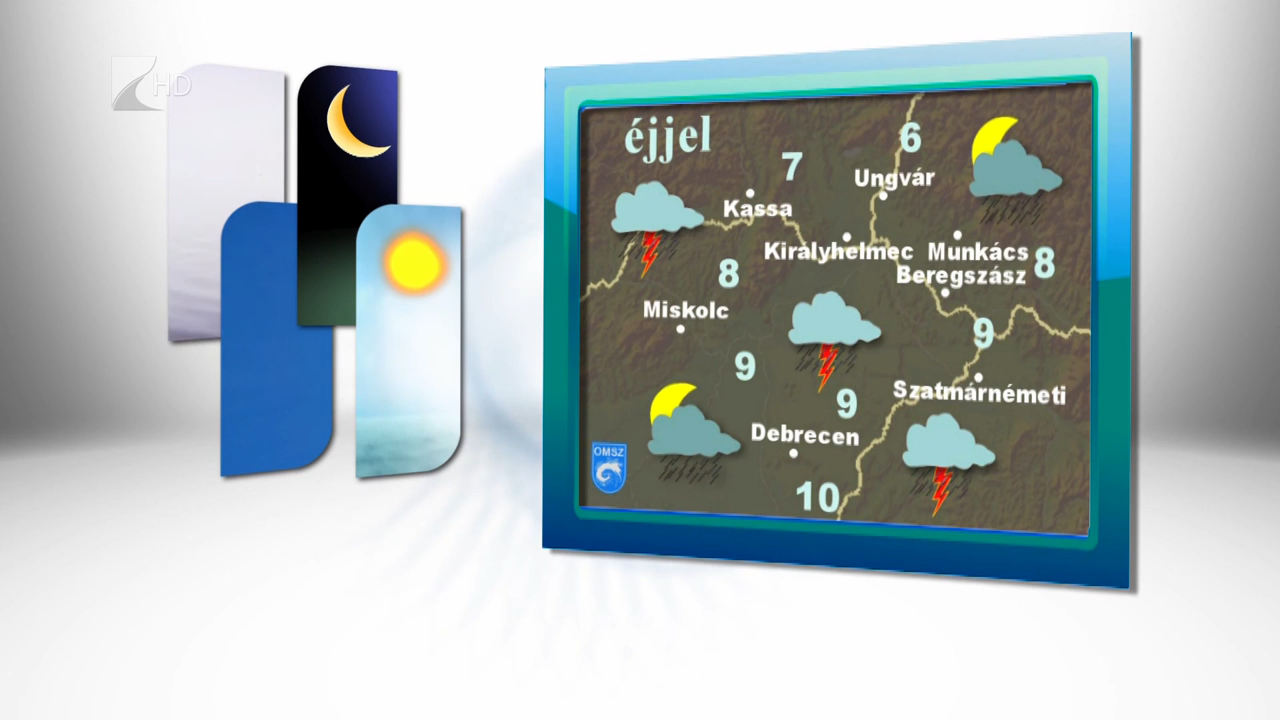 HD
éjjel
6
7
Ungvár
Kassa
Királyhelmec
Munkács
8
8
Beregszász
Miskolc
9
9
Szatmárnémeti
9
Debrecen
OMSZ
10